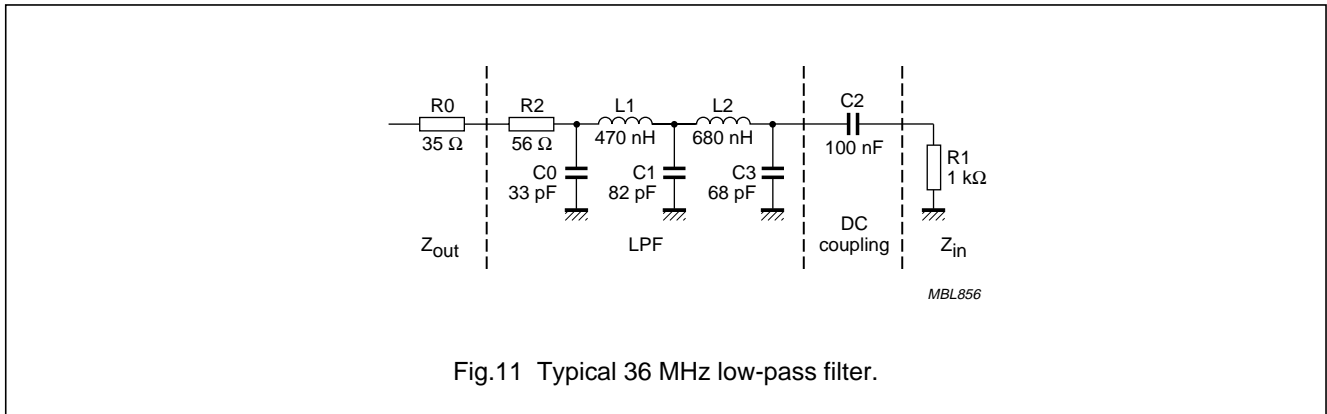 R0
35 Ω
R2
56 Ω
L1
470 nH
L2
680 nH
C2
100 nF
C0
33 pF
C1
82 pF
C3
68 pF
R1
1 kΩ
Zout
LPF
DC
coupling
Zin
MBL856
Fig.11 Typical 36 MHz low-pass filter.